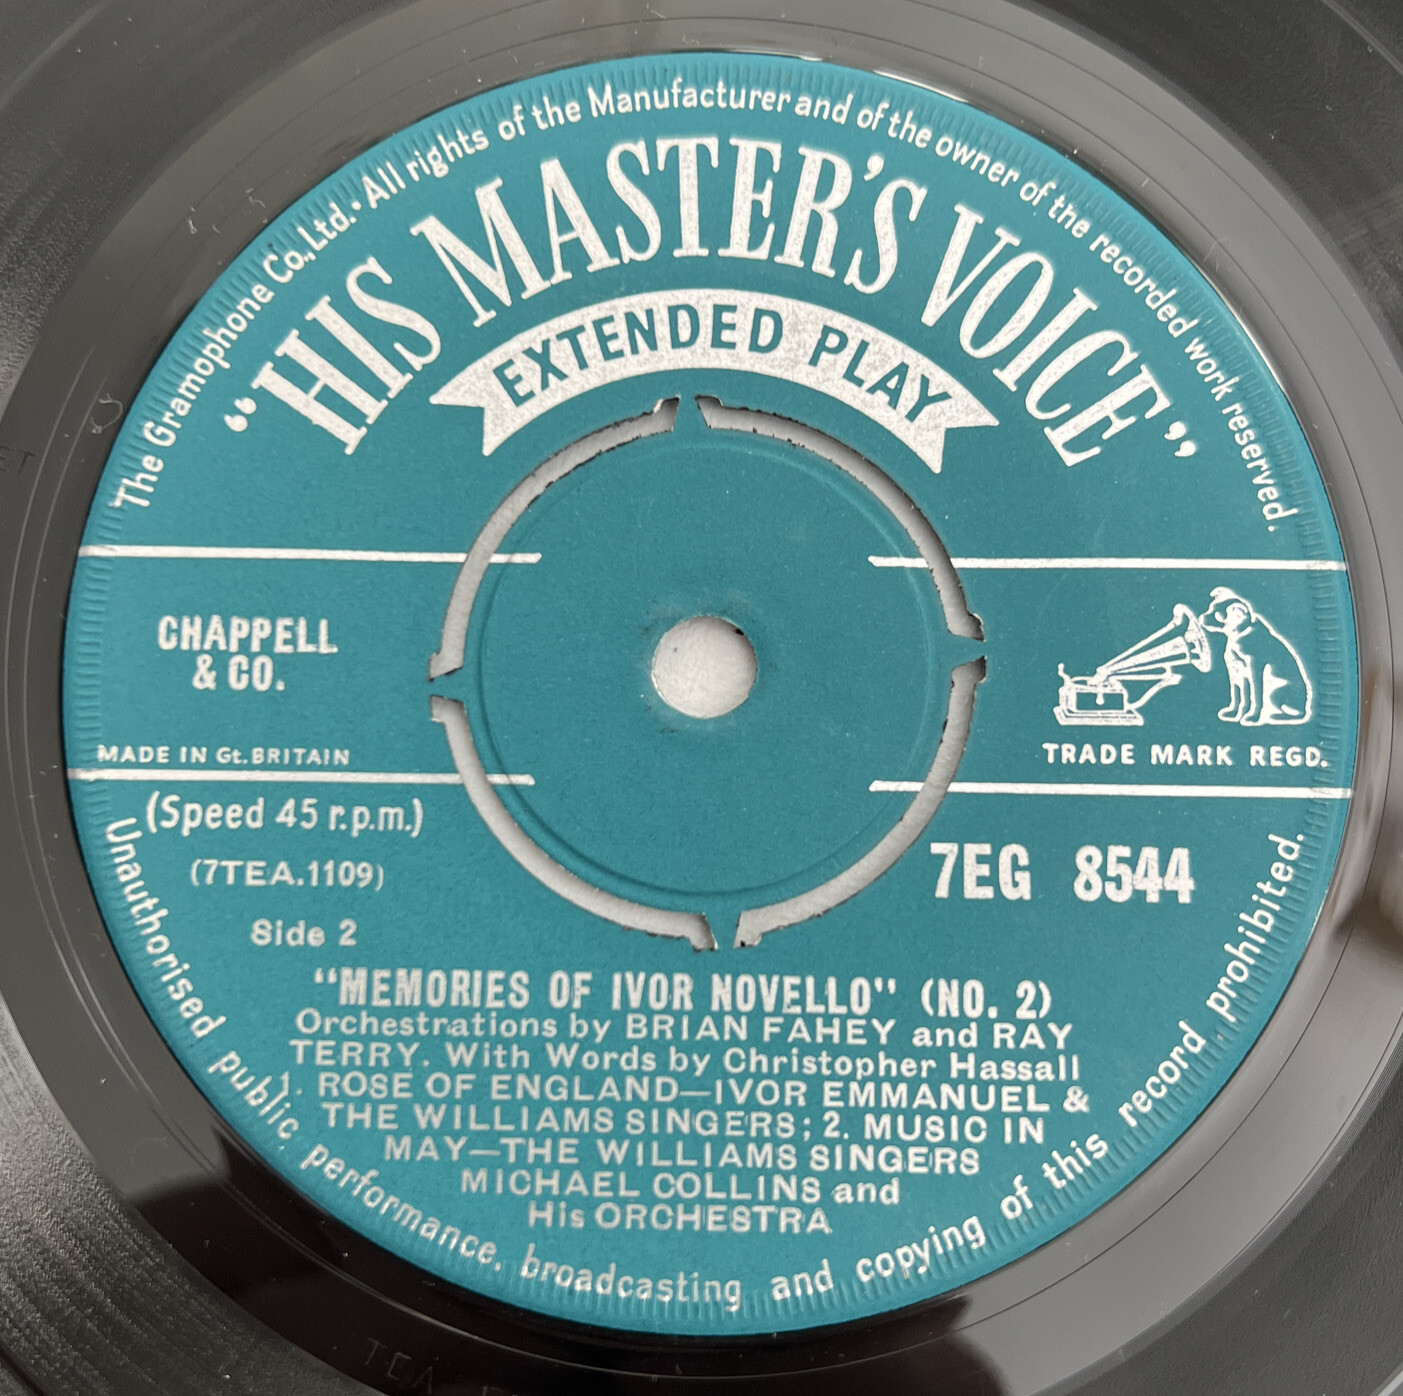 The Gramophone Co., Ltd. • All rights of the Manufacturer and of the owner of the recorded work reserved.
"HIS MASTER'S VOICE"
EXTENDED PLAY
CHAPPELL
& CO.
MADE IN Gt. BRITAIN
TRADE MARK REGD.
(Speed 45 r.p.m.)
(7TEA.1109)
7EG 8544
Side 2
"MEMORIES OF IVOR NOVELLO" (NO. 2)
Orchestrations by BRIAN FAHEY and RAY
TERRY. With Words by Christopher Hassall
1. ROSE OF ENGLAND—IVOR EMMANUEL &
THE WILLIAMS SINGERS; 2. MUSIC IN
MAY—THE WILLIAMS SINGERS
MICHAEL COLLINS and
His ORCHESTRA
Unauthorised public performance, broadcasting and copying of this record prohibited.
TEA